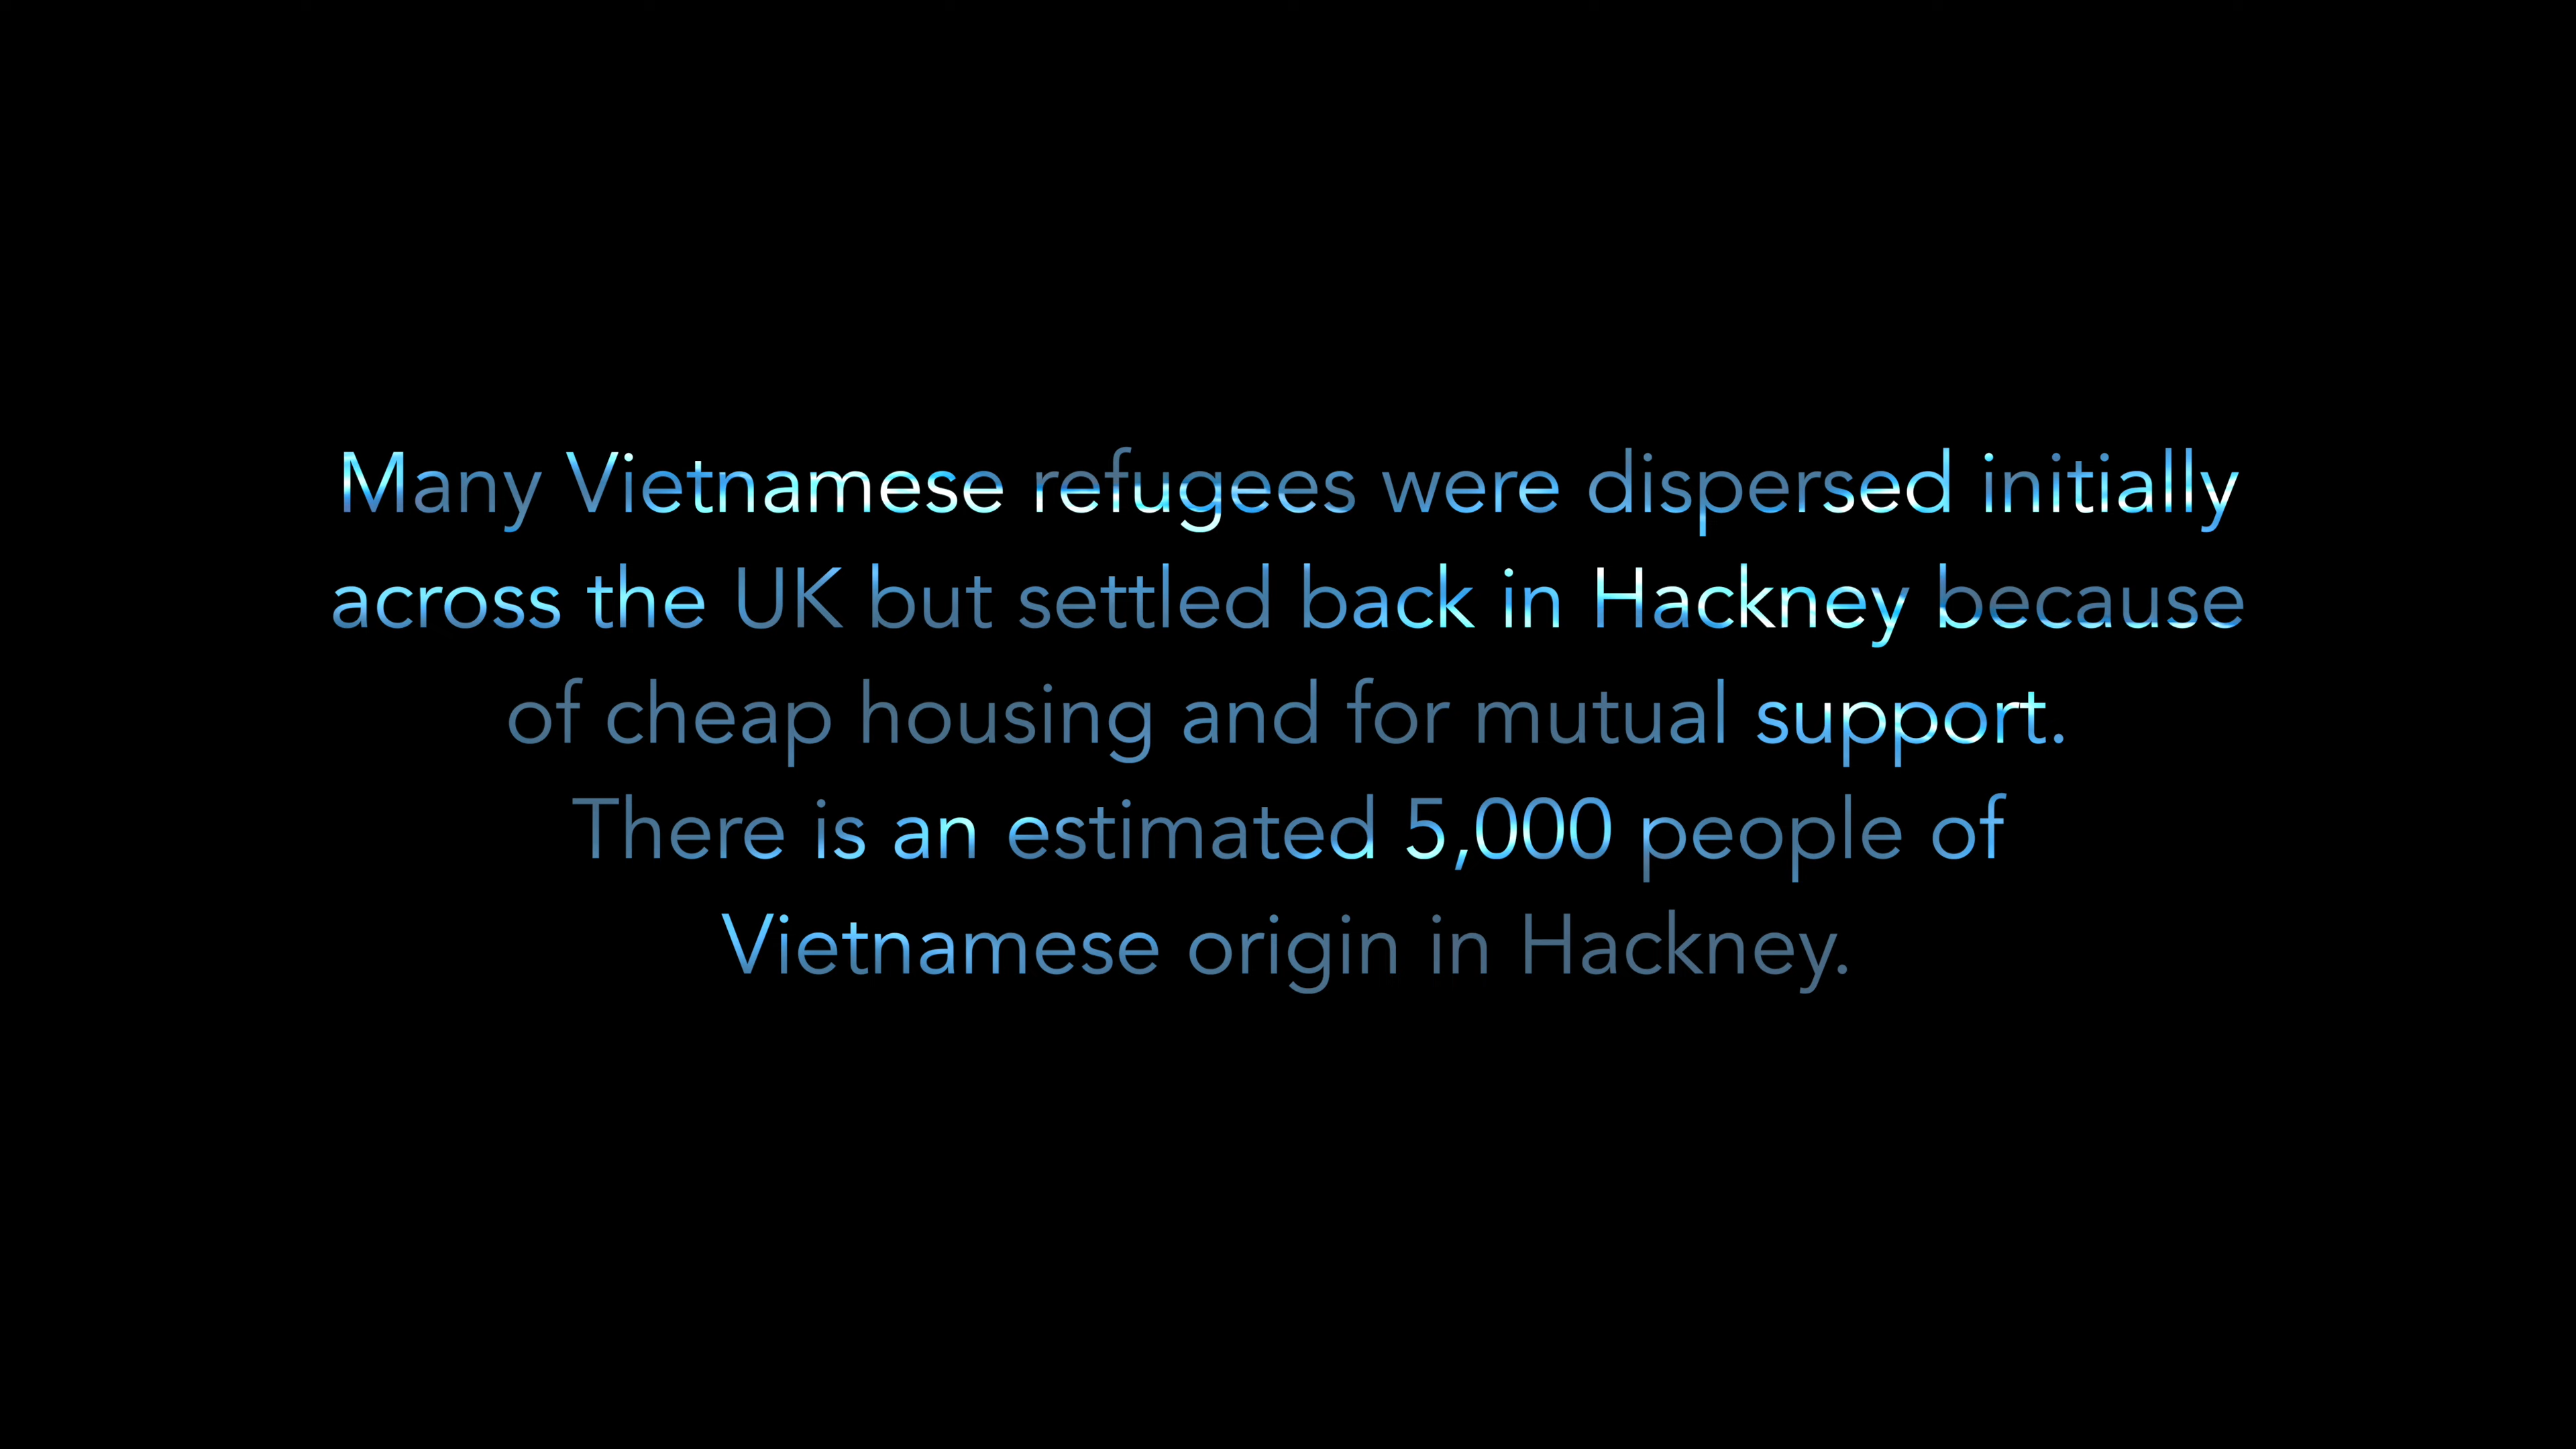 Many Vietnamese refugees were dispersed initially
across the UK but settled back in Hackney because
of cheap housing and for mutual support.
There is an estimated 5,000 people of
Vietnamese origin in Hackney.